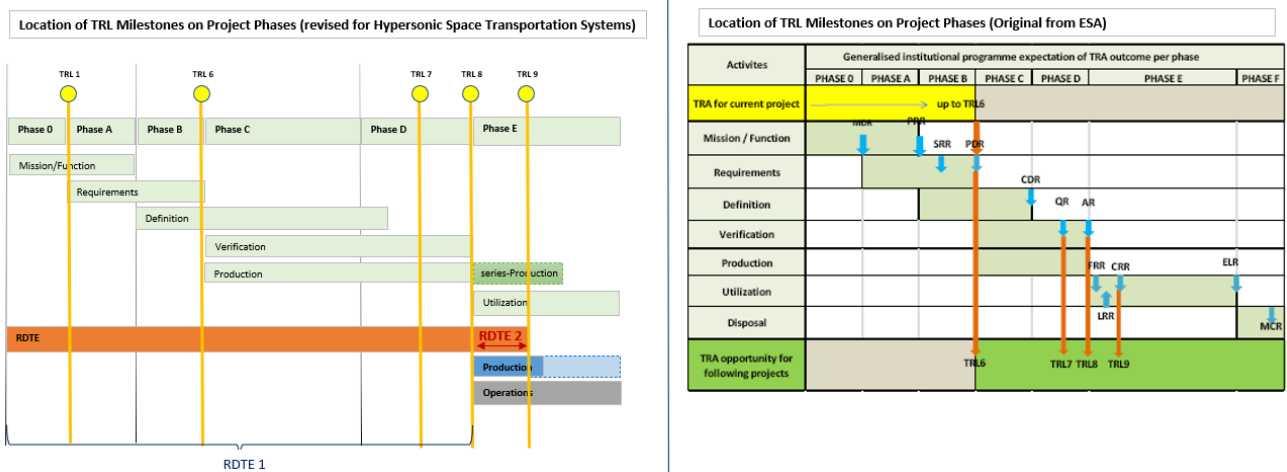 Location of TRL Milestones on Project Phases (revised for Hypersonic Space Transportation Systems)
TRL 1
TRL 6
TRL 7
TRL 8
TRL 9
Phase 0
Phase A
Phase B
Phase C
Phase D
Phase E
Mission/Function
Requirements
Definition
Verification
Production
series-Production
Utilization
RDTE
RDTE 2
Production
Operations
RDTE 1
Location of TRL Milestones on Project Phases (Original from ESA)
Activites
Generalised institutional programme expectation of TRA outcome per phase
PHASE 0
PHASE A
PHASE B
PHASE C
PHASE D
PHASE E
PHASE F
TRA for current project
up to TRL6
Mission / Function
MDR
PRR
SRR
PDR
Requirements
CDR
Definition
QR
AR
Verification
Production
FRR
CRR
ELR
Utilization
LRR
Disposal
MCR
TRA opportunity for
following projects
TRL6
TRL7
TRL8
TRL9